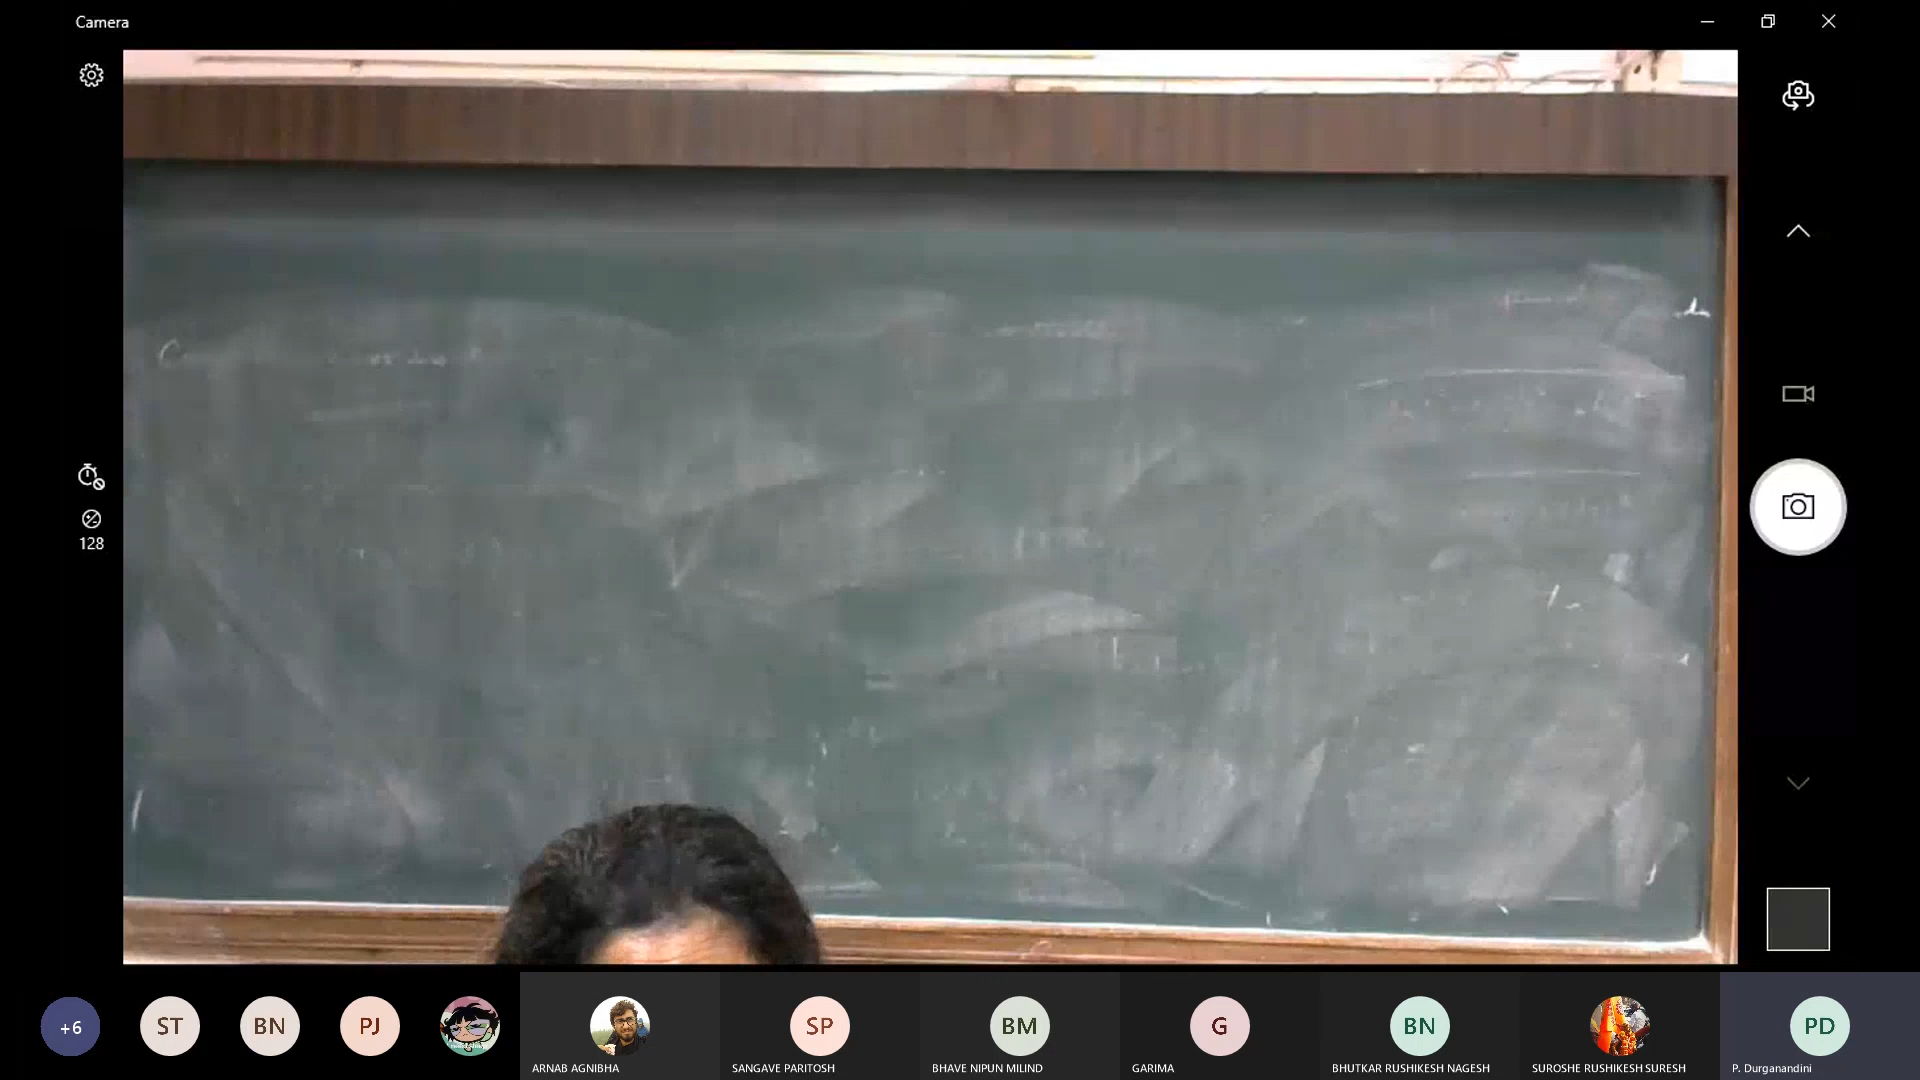 Camera
128
+6
ST
BN
PJ
SP
BM
G
BN
PD
ARNAB AGNIBHA
SANGAVE PARITOSH
BHAVE NIPUN MILIND
GARIMA
BHUTKAR RUSHIKESH NAGESH
SUROSHE RUSHIKESH SURESH
P. Durganandini